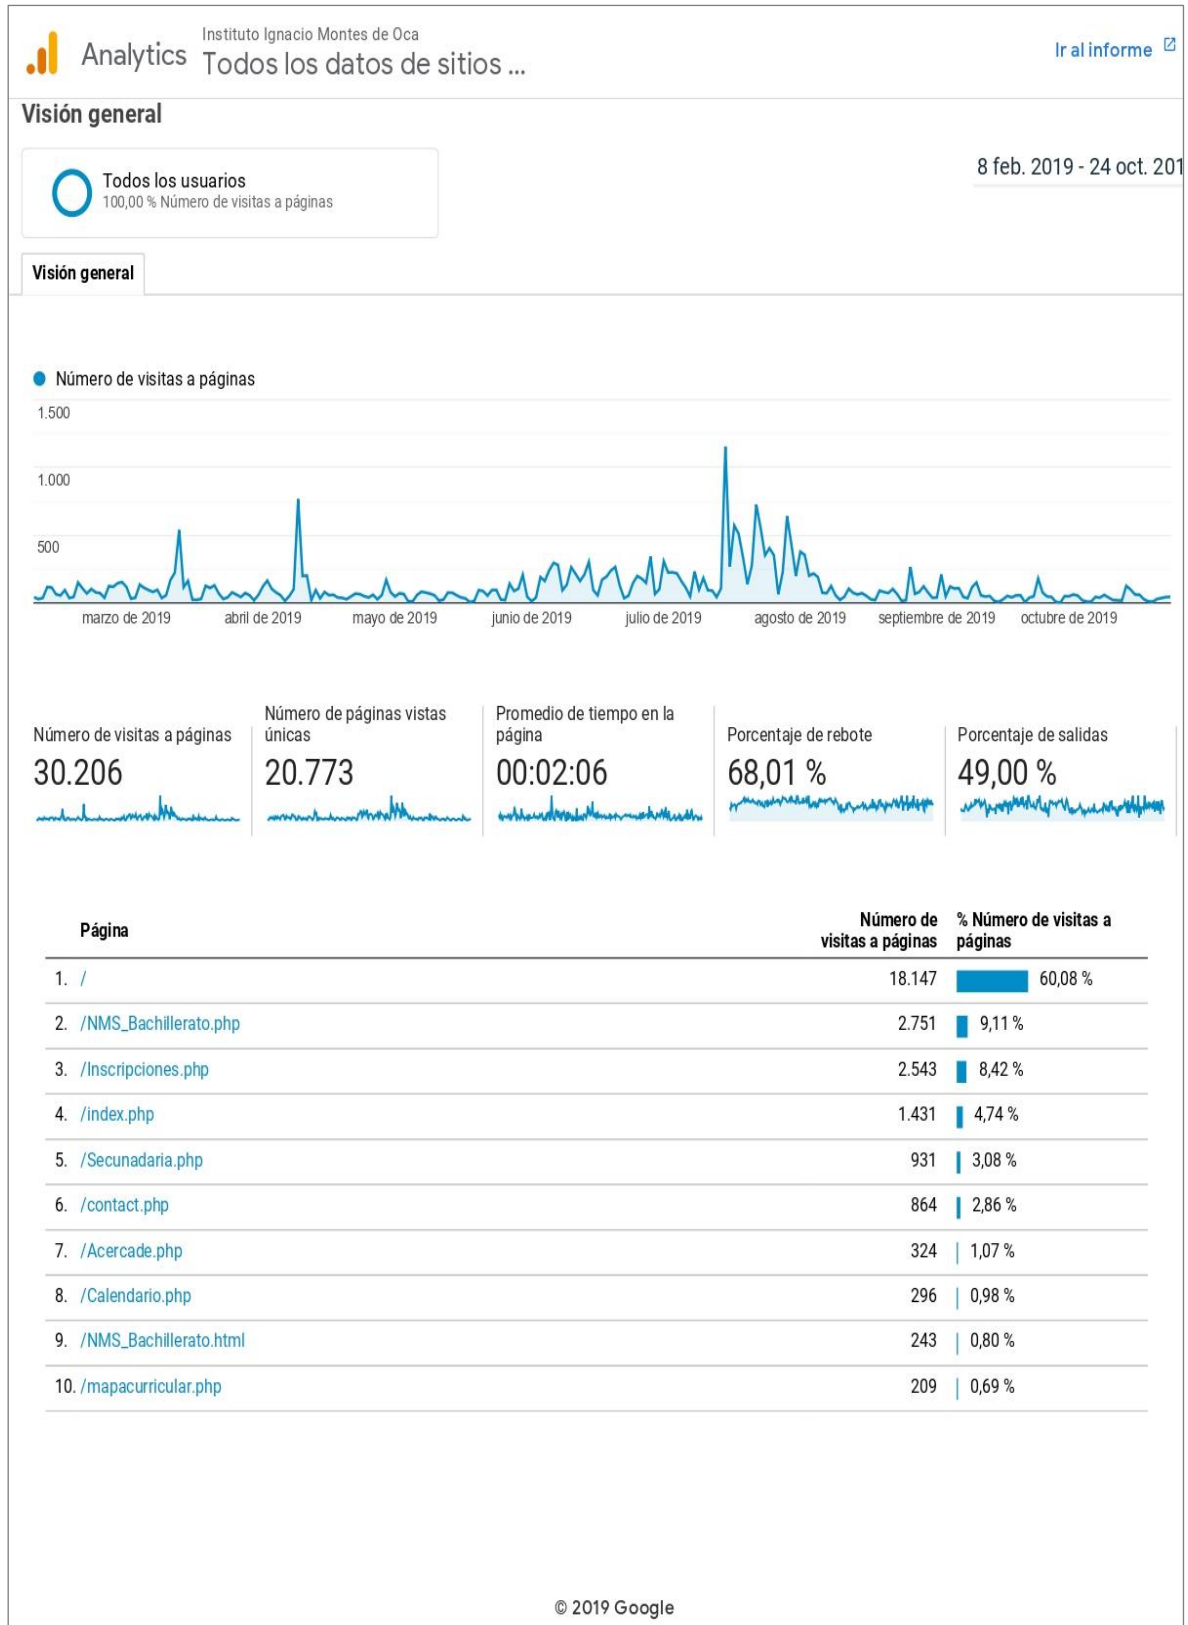 Analytics
Instituto Ignacio Montes de Oca
Todos los datos de sitios ...
Ir al informe
Visión general
Todos los usuarios
100,00 % Número de visitas a páginas
8 feb. 2019 - 24 oct. 201
Visión general
Número de visitas a páginas
1.500
1.000
500
marzo de 2019 abril de 2019 mayo de 2019 junio de 2019 julio de 2019 agosto de 2019 septiembre de 2019 octubre de 2019
Número de visitas a páginas
30.206
Número de páginas vistas
únicas
20.773
Promedio de tiempo en la
página
00:02:06
Porcentaje de rebote
68,01 %
Porcentaje de salidas
49,00 %
Página
Número de
visitas a páginas
% Número de visitas a
páginas
1. / 18.147 60,08 %
2. /NMS_Bachillerato.php 2.751 9,11 %
3. /Inscripciones.php 2.543 8,42 %
4. /index.php 1.431 4,74 %
5. /Secunadaria.php 931 3,08 %
6. /contact.php 864 2,86 %
7. /Acercade.php 324 1,07 %
8. /Calendario.php 296 0,98 %
9. /NMS_Bachillerato.html 243 0,80 %
10. /mapacurricular.php 209 0,69 %
© 2019 Google